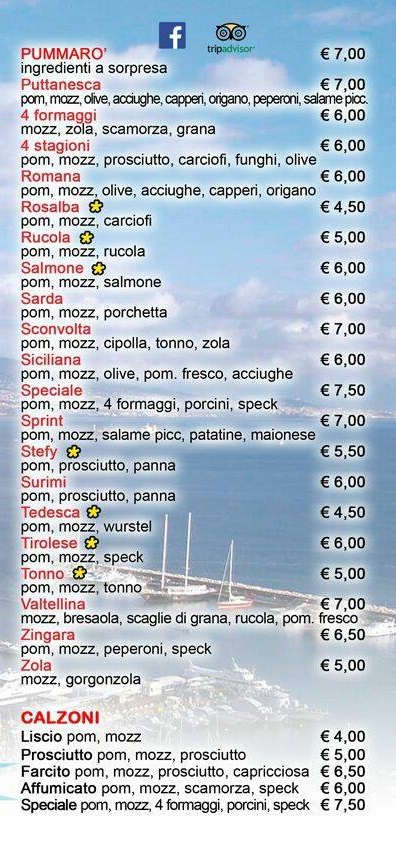 f
tripadvisor
PUMMARO' € 7,00
ingredienti a sorpresa
Puttanesca € 7,00
pom, mozz, olive, acciughe, capperi, origano, peperoni, salame picc.
4 formaggi € 6,00
mozz, zola, scamorza, grana
4 stagioni € 6,00
pom, mozz, prosciutto, carciofi, funghi, olive
Romana € 6,00
pom, mozz, olive, acciughe, capperi, origano
Rosalba € 4,50
pom, mozz, carciofi
Rucola € 5,00
pom, mozz, rucola
Salmone € 6,00
pom, mozz, salmone
Sarda € 6,00
pom, mozz, porchetta
Sconvolta € 7,00
pom, mozz, cipolla, tonno, zola
Siciliana € 6,00
pom, mozz, olive, pom. fresco, acciughe
Speciale € 7,50
pom, mozz, 4 formaggi, porcini, speck
Sprint € 7,00
pom, mozz, salame picc, patatine, maionese
Stefy € 5,50
pom, prosciutto, panna
Surimi € 6,00
pom, prosciutto, panna
Tedesca € 4,50
pom, mozz, wurstel
Tirolese € 6,00
pom, mozz, speck
Tonno € 5,00
pom, mozz, tonno
Valtellina € 7,00
mozz, bresaola, scaglie di grana, rucola, pom. fresco
Zingara € 6,50
pom, mozz, peperoni, speck
Zola € 5,00
mozz, gorgonzola
CALZONI
Liscio pom, mozz € 4,00
Prosciutto pom, mozz, prosciutto € 5,00
Farcito pom, mozz, prosciutto, capricciosa € 6,50
Affumicato pom, mozz, scamorza, speck € 6,00
Speciale pom, mozz, 4 formaggi, porcini, speck € 7,50